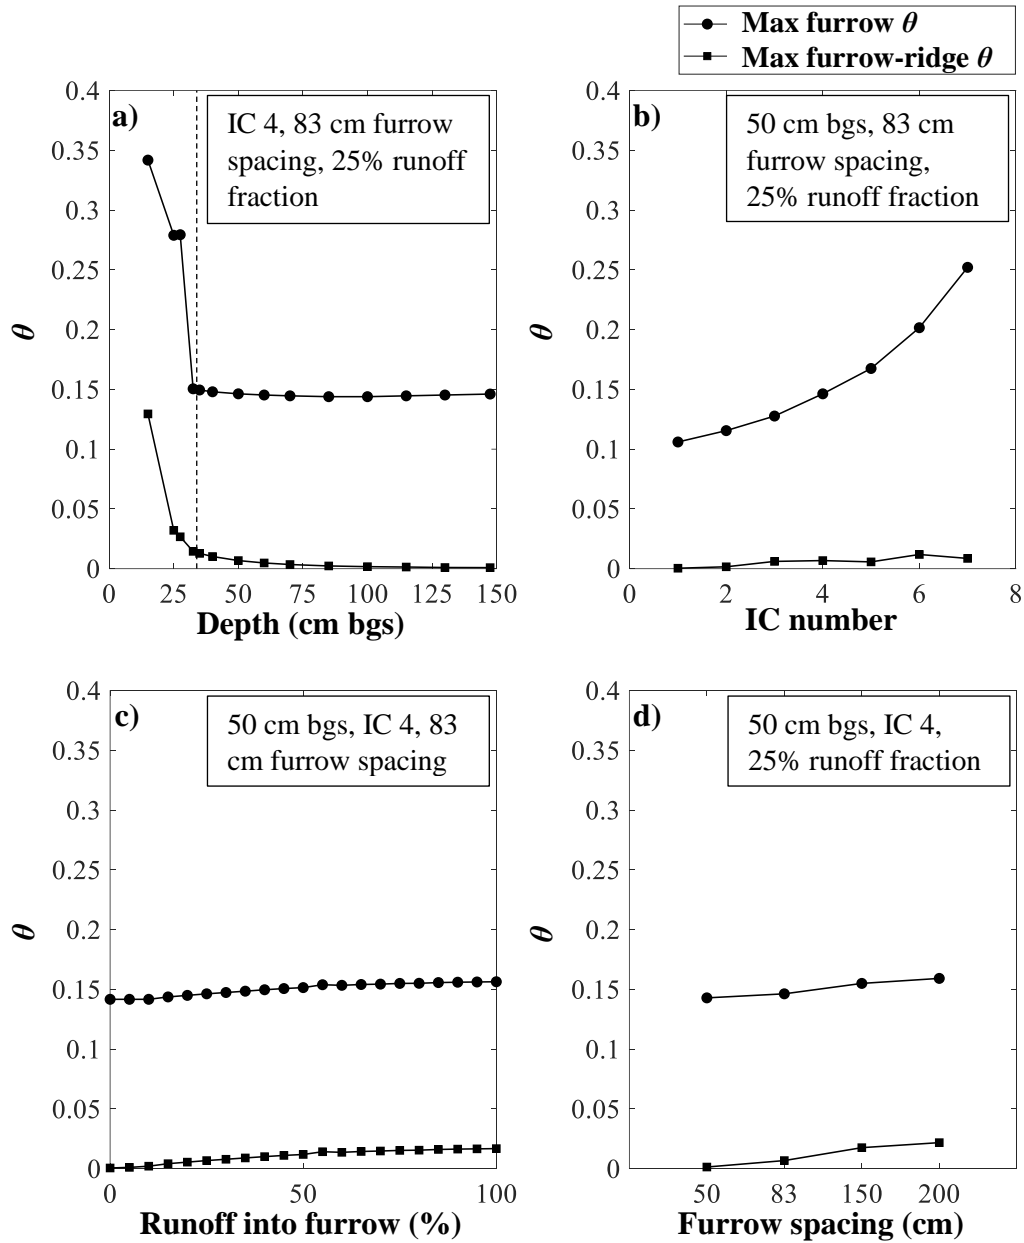 Max furrow θ
Max furrow-ridge θ
a)
IC 4, 83 cm furrow
spacing, 25% runoff
fraction
0.4
0.35
0.3
0.25
0.2
0.15
0.1
0.05
0
θ
0
25
50
75
100
125
150
Depth (cm bgs)
b)
50 cm bgs, 83 cm
furrow spacing,
25% runoff fraction
0.4
0.35
0.3
0.25
0.2
0.15
0.1
0.05
0
θ
0
2
4
6
8
IC number
c)
50 cm bgs, IC 4, 83
cm furrow spacing
0.4
0.35
0.3
0.25
0.2
0.15
0.1
0.05
0
θ
0
50
100
Runoff into furrow (%)
d)
50 cm bgs, IC 4,
25% runoff fraction
0.4
0.35
0.3
0.25
0.2
0.15
0.1
0.05
0
θ
50
83
150
200
Furrow spacing (cm)